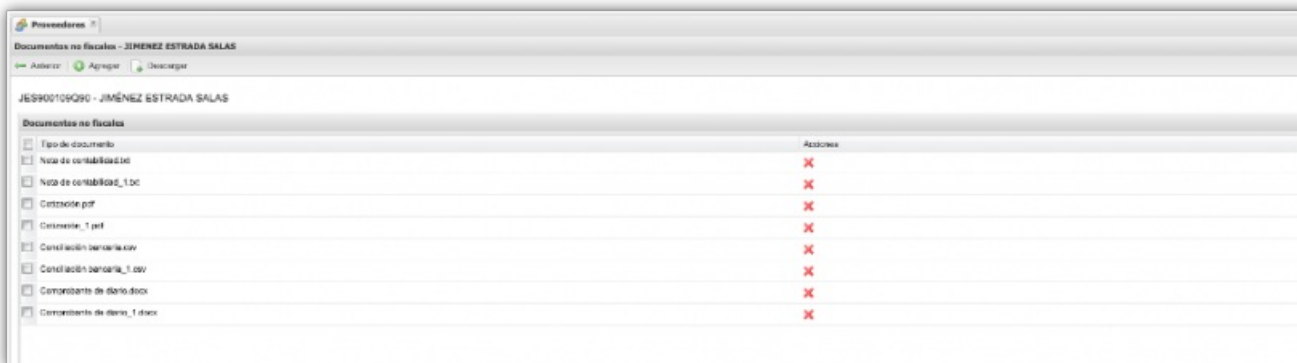 Proveedores
Documentos no fiscales - JIMENEZ ESTRADA SALAS
Anterior Agregar Descargar
JES900109Q90 - JIMÉNEZ ESTRADA SALAS
Documentos no fiscales
Tipo de documento Acciones
Nota de contabilidad.txt
Nota de contabilidad_1.txt
Cotización.pdf
Cotización_1.pdf
Conciliación bancaria.csv
Conciliación bancaria_1.csv
Comprobante de diario.docx
Comprobante de diario_1.docx